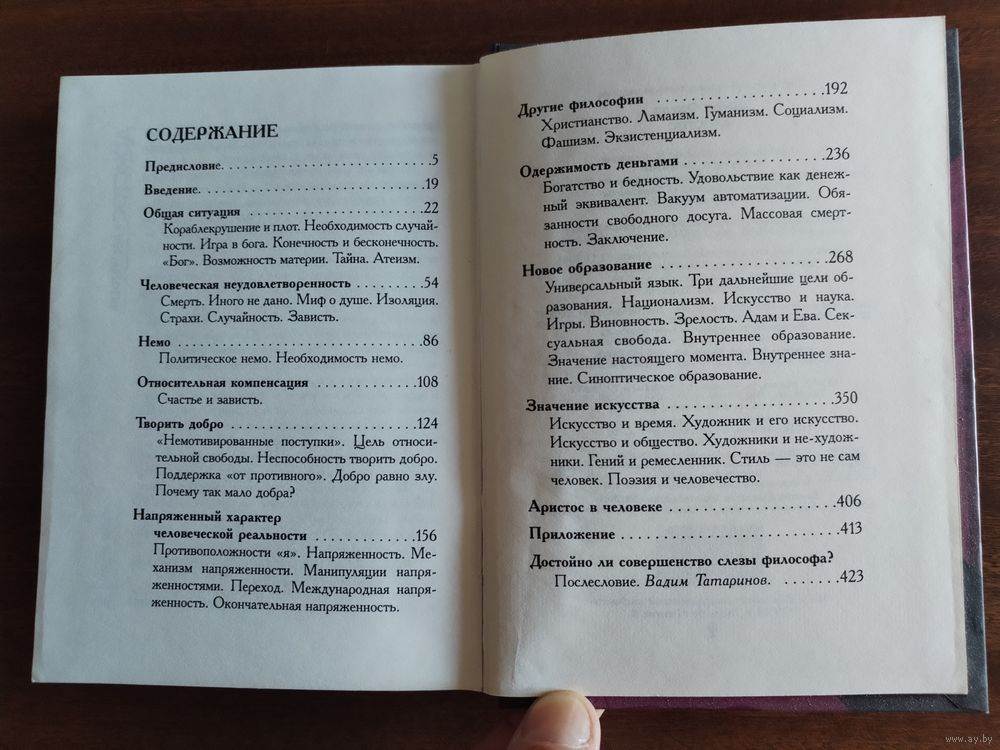 СОДЕРЖАНИЕ
Предисловие. . . . . . . . . . . . . . . . . . . . . . . .5
Введение. . . . . . . . . . . . . . . . . . . . . . . . .19
Общая ситуация . . . . . . . . . . . . . . . . . . . .22
Кораблекрушение и плот. Необходимость случай-
ности. Игра в бога. Конечность и бесконечность.
«Бог». Возможность материи. Тайна. Атеизм.
Человеческая неудовлетворенность . . . . . . . .54
Смерть. Иного не дано. Миф о душе. Изоляция.
Страхи. Случайность. Зависть.
Немо . . . . . . . . . . . . . . . . . . . . . . . . . . . .86
Политическое немо. Необходимость немо.
Относительная компенсация . . . . . . . . . . . .108
Счастье и зависть.
Творить добро . . . . . . . . . . . . . . . . . . . . .124
«Немотивированные поступки». Цель относи-
тельной свободы. Неспособность творить добро.
Поддержка «от противного». Добро равно злу.
Почему так мало добра?
Напряженный характер
человеческой реальности . . . . . . . . . . . .156
Противоположности «я». Напряженность. Ме-
ханизм напряженности. Манипуляции напря-
женностями. Переход. Международная напря-
женность. Окончательная напряженность.
Другие философии . . . . . . . . . . . . . . . . . .192
Христианство. Ламаизм. Гуманизм. Социализм.
Фашизм. Экзистенциализм.
Одержимость деньгами . . . . . . . . . . . . . . .236
Богатство и бедность. Удовольствие как денеж-
ный эквивалент. Вакуум автоматизации. Обя-
занности свободного досуга. Массовая смерт-
ность. Заключение.
Новое образование . . . . . . . . . . . . . . . . .268
Универсальный язык. Три дальнейшие цели об-
разования. Национализм. Искусство и наука.
Игры. Виновность. Зрелость. Адам и Ева. Сек-
суальная свобода. Внутреннее образование.
Значение настоящего момента. Внутреннее зна-
ние. Синоптическое образование.
Значение искусства . . . . . . . . . . . . . . . . .350
Искусство и время. Художник и его искусство.
Искусство и общество. Художники и не-худож-
ники. Гений и ремесленник. Стиль — это не сам
человек. Поэзия и человечество.
Аристос в человеке . . . . . . . . . . . . . . . . .406
Приложение . . . . . . . . . . . . . . . . . . . . . .413
Достойно ли совершенство слезы философа?
Послесловие. Вадим Татаринов. . . . . . . .423
www.ay.by